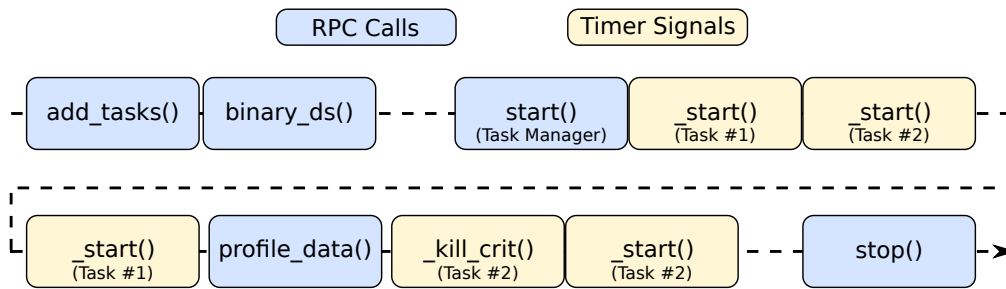 RPC Calls
Timer Signals
add_tasks()
binary_ds()
start()
(Task Manager)
_start()
(Task #1)
_start()
(Task #2)
_start()
(Task #1)
profile_data()
_kill_crit()
(Task #2)
_start()
(Task #2)
stop()